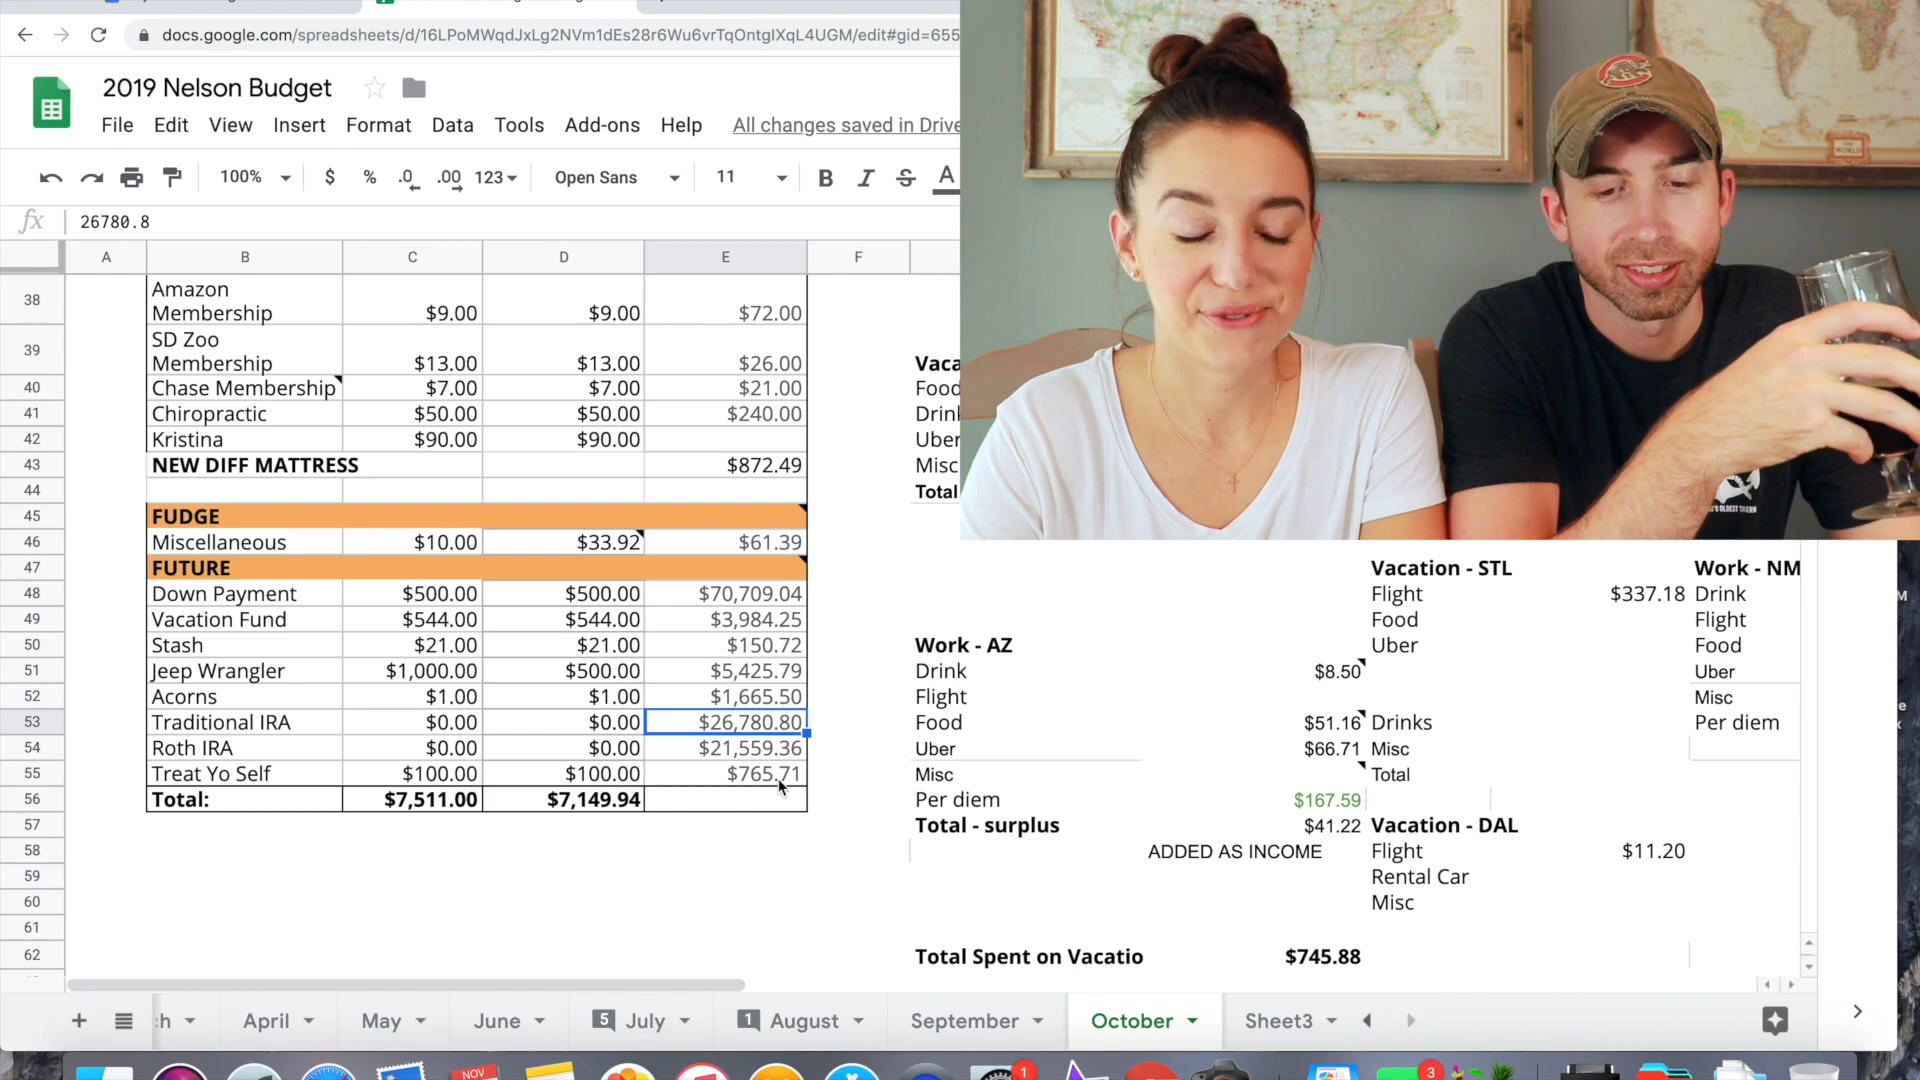 docs.google.com/spreadsheets/d/16LPoMWqdJxLg2NVm1dEs28r6Wu6vrTqOntgIXqL4UGM/edit#gid=655
2019 Nelson Budget
File Edit View Insert Format Data Tools Add-ons Help All changes saved in Drive
100% $ % .0 .00 123 Open Sans 11 B I S A
fx 26780.8
A B C D E F
38 Amazon Membership $9.00 $9.00 $72.00
39 SD Zoo Membership $13.00 $13.00 $26.00 Vaca
40 Chase Membership $7.00 $7.00 $21.00 Food
41 Chiropractic $50.00 $50.00 $240.00 Drin
42 Kristina $90.00 $90.00 Uber
43 NEW DIFF MATTRESS $872.49 Misc
44 Total
45 FUDGE
46 Miscellaneous $10.00 $33.92 $61.39
47 FUTURE Vacation - STL Work - NM
48 Down Payment $500.00 $500.00 $70,709.04 Flight $337.18 Drink
49 Vacation Fund $544.00 $544.00 $3,984.25 Food Flight
50 Stash $21.00 $21.00 $150.72 Work - AZ Uber Food
51 Jeep Wrangler $1,000.00 $500.00 $5,425.79 Drink $8.50 Uber
52 Acorns $1.00 $1.00 $1,665.50 Flight Misc
53 Traditional IRA $0.00 $0.00 $26,780.80 Food $51.16 Drinks Per diem
54 Roth IRA $0.00 $0.00 $21,559.36 Uber $66.71 Misc
55 Treat Yo Self $100.00 $100.00 $765.71 Misc Total
56 Total: $7,511.00 $7,149.94 Per diem $167.59
57 Total - surplus $41.22 Vacation - DAL
58 ADDED AS INCOME Flight $11.20
59 Rental Car
60 Misc
61
62 Total Spent on Vacatio $745.88
h April May June 5 July 1 August September October Sheet3
NOV 1 3